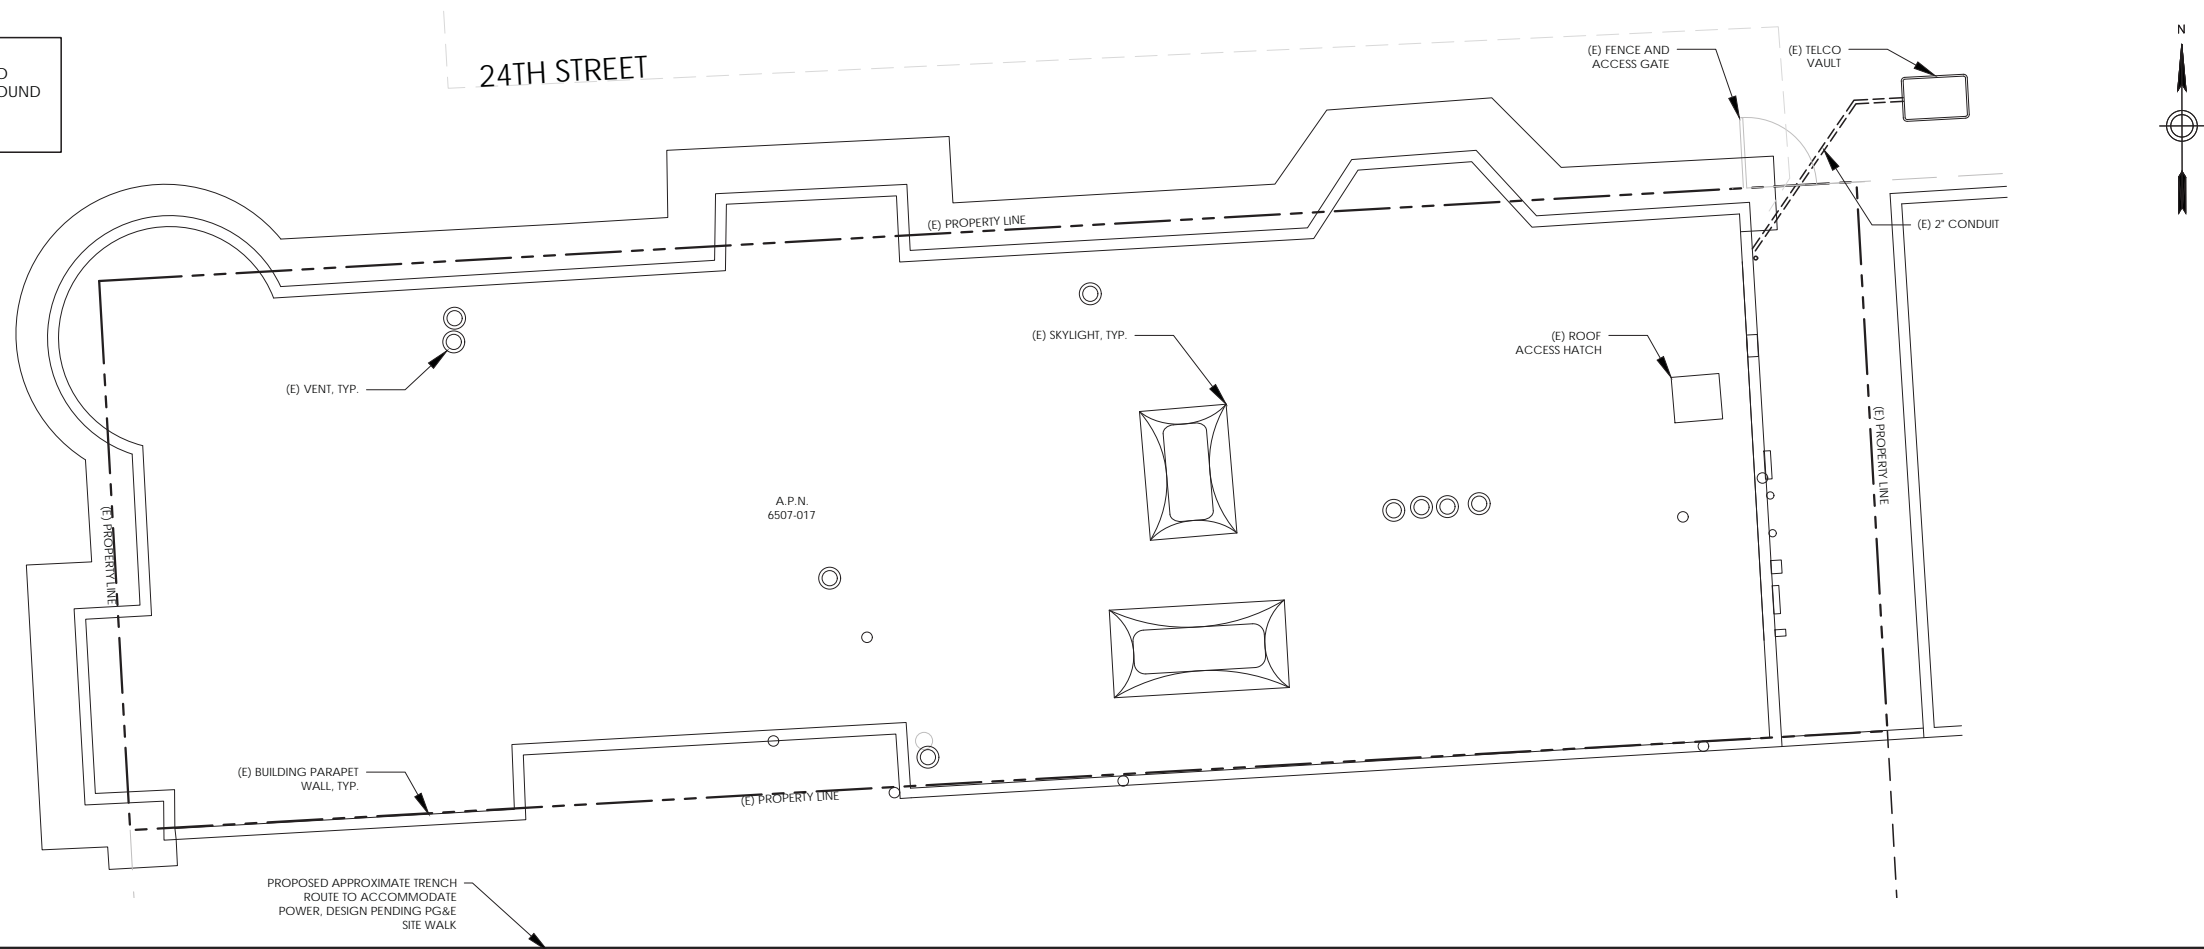 24TH STREET
(E) FENCE AND
ACCESS GATE
(E) TELCO
VAULT
N
OUND
(E) PROPERTY LINE
(E) 2" CONDUIT
(E) SKYLIGHT, TYP.
(E) ROOF
ACCESS HATCH
(E) VENT, TYP.
(E) PROPERTY LINE
A.P.N.
6507-017
(E) PROPERTY LINE
(E) BUILDING PARAPET
WALL, TYP.
(E) PROPERTY LINE
PROPOSED APPROXIMATE TRENCH
ROUTE TO ACCOMMODATE
POWER, DESIGN PENDING PG&E
SITE WALK